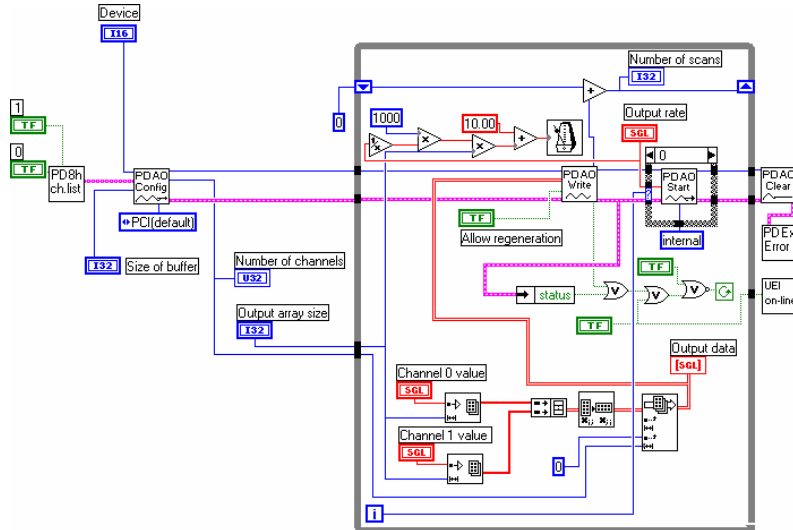 Device
I16
Number of scans
I32
1
TF
0
1000
10.00
Output rate
SGL
0
TF
0
PD8h
ch.list
PDAO
Config
PDAO
Write
PDAO
Start
PDAO
Clear
PCI(default)
TF
Allow regeneration
internal
PD Ex
Error
I32
Size of buffer
Number of channels
U32
TF
status
V
V
V
UEI
on-line
Output array size
I32
TF
Output data
[SGL]
Channel 0 value
SGL
Channel 1 value
SGL
0
i